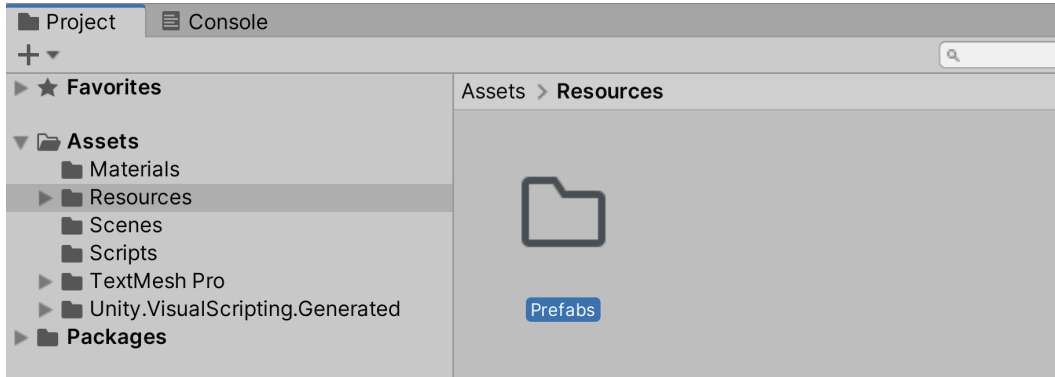 Project Console
Favorites
Assets
Materials
Resources
Scenes
Scripts
TextMesh Pro
Unity.VisualScripting.Generated
Packages
Assets > Resources
Prefabs